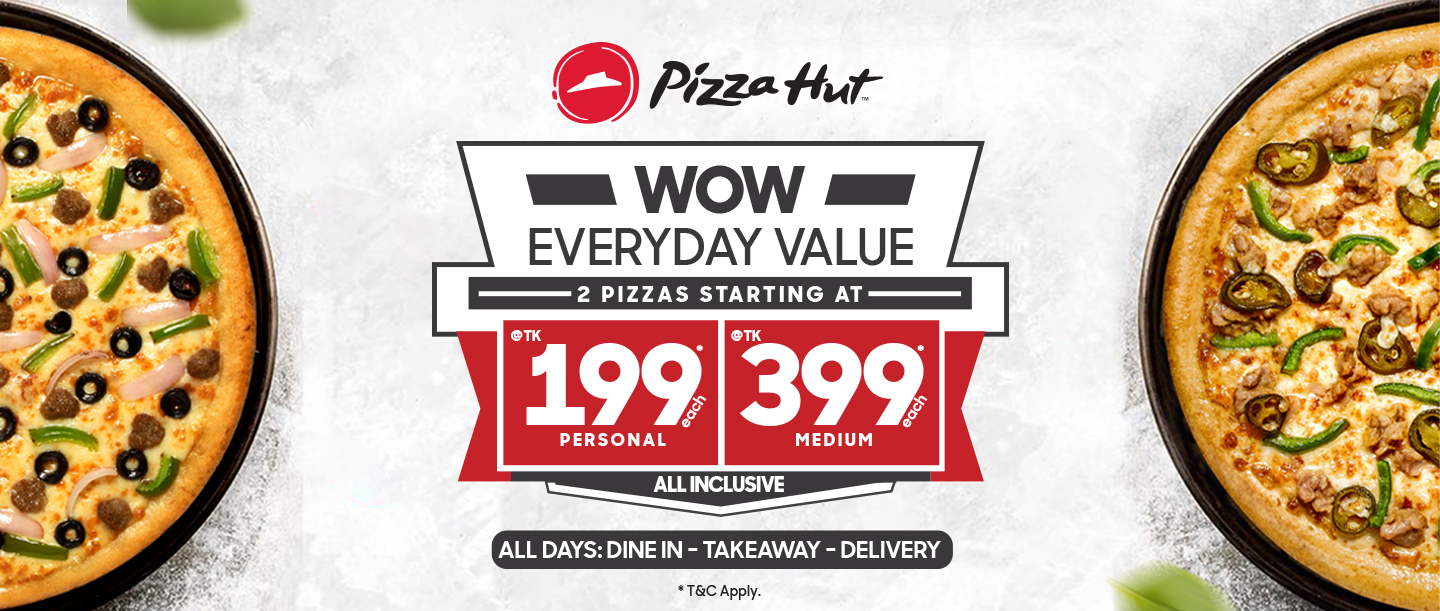 Pizza Hut™
WOW
EVERYDAY VALUE
2 PIZZAS STARTING AT
@TK
199*
each
PERSONAL
@TK
399*
each
MEDIUM
ALL INCLUSIVE
ALL DAYS: DINE IN - TAKEAWAY - DELIVERY
* T&C Apply.